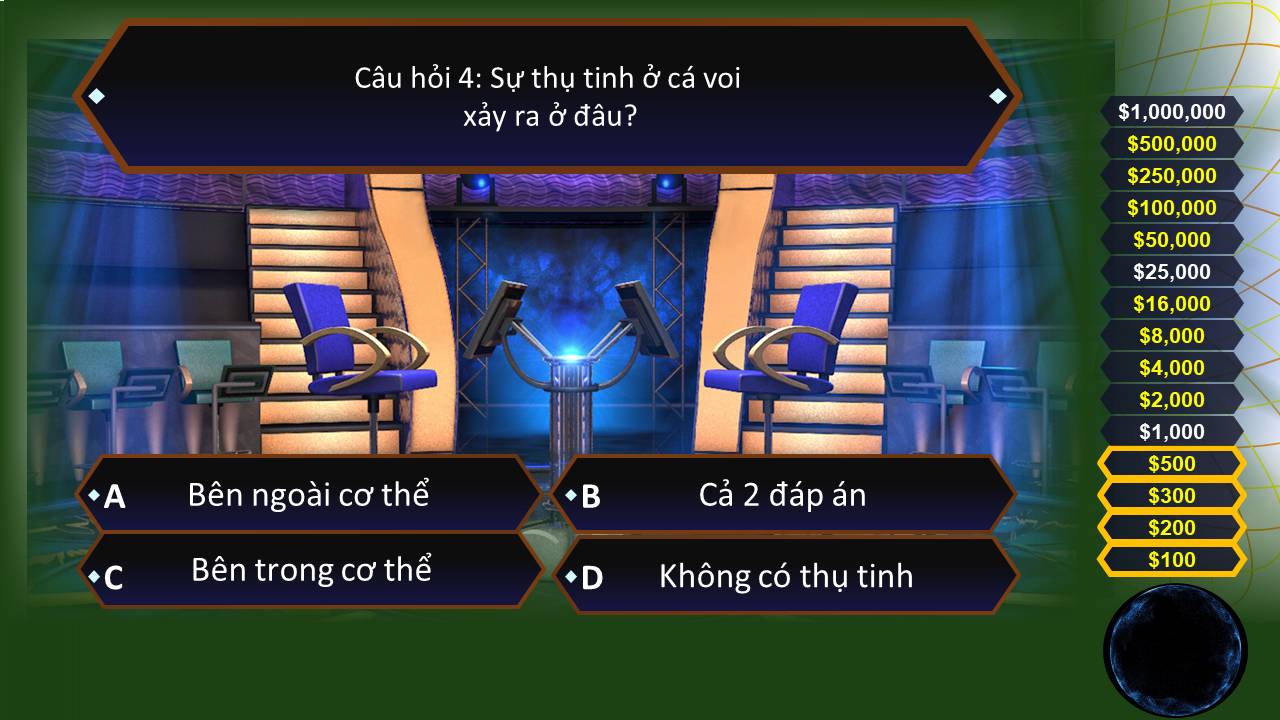 Câu hỏi 4: Sự thụ tinh ở cá voi
xảy ra ở đâu?
A Bên ngoài cơ thể
B Cả 2 đáp án
C Bên trong cơ thể
D Không có thụ tinh
$1,000,000
$500,000
$250,000
$100,000
$50,000
$25,000
$16,000
$8,000
$4,000
$2,000
$1,000
$500
$300
$200
$100